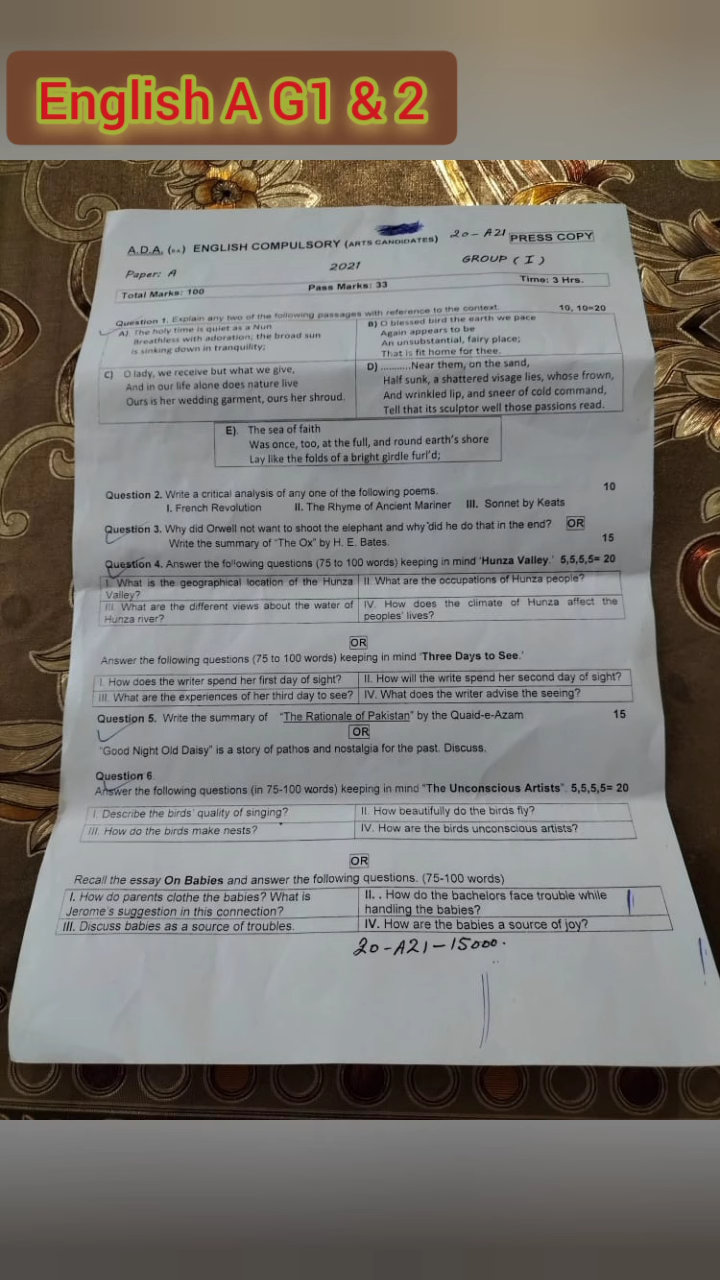 English A G1 & 2
20-A21 PRESS COPY
A.D.A. ENGLISH COMPULSORY (ARTS CANDIDATES)
Paper: A 2021 GROUP (I)
Total Marks: 100 Pass Marks: 33 Time: 3 Hrs.
Question 1. Explain any two of the following passages with reference to the context. 10, 10=20
A). The holy time is quiet as a Nun
Breathless with adoration; the broad sun
is sinking down in tranquility;
B) O blessed bird the earth we pace
Again appears to be
An unsubstantial, fairy place;
That is fit home for thee.
C) O lady, we receive but what we give,
And in our life alone does nature live
Ours is her wedding garment, ours her shroud.
D) ...........Near them, on the sand,
Half sunk, a shattered visage lies, whose frown,
And wrinkled lip, and sneer of cold command,
Tell that its sculptor well those passions read.
E). The sea of faith
Was once, too, at the full, and round earth's shore
Lay like the folds of a bright girdle furl'd;
Question 2. Write a critical analysis of any one of the following poems. 10
I. French Revolution II. The Rhyme of Ancient Mariner III. Sonnet by Keats
Question 3. Why did Orwell not want to shoot the elephant and why did he do that in the end? OR
Write the summary of "The Ox" by H. E. Bates. 15
Question 4. Answer the following questions (75 to 100 words) keeping in mind 'Hunza Valley.' 5,5,5,5= 20
I. What is the geographical location of the Hunza
Valley?
II. What are the occupations of Hunza people?
III. What are the different views about the water of
Hunza river?
IV. How does the climate of Hunza affect the
peoples' lives?
OR
Answer the following questions (75 to 100 words) keeping in mind 'Three Days to See.'
I. How does the writer spend her first day of sight? II. How will the write spend her second day of sight?
III. What are the experiences of her third day to see? IV. What does the writer advise the seeing?
Question 5. Write the summary of "The Rationale of Pakistan" by the Quaid-e-Azam 15
OR
"Good Night Old Daisy" is a story of pathos and nostalgia for the past. Discuss.
Question 6.
Answer the following questions (in 75-100 words) keeping in mind "The Unconscious Artists". 5,5,5,5= 20
I. Describe the birds' quality of singing? II. How beautifully do the birds fly?
III. How do the birds make nests? IV. How are the birds unconscious artists?
OR
Recall the essay On Babies and answer the following questions. (75-100 words)
I. How do parents clothe the babies? What is
Jerome's suggestion in this connection?
II. . How do the bachelors face trouble while
handling the babies?
III. Discuss babies as a source of troubles. IV. How are the babies a source of joy?
20-A21-15000.